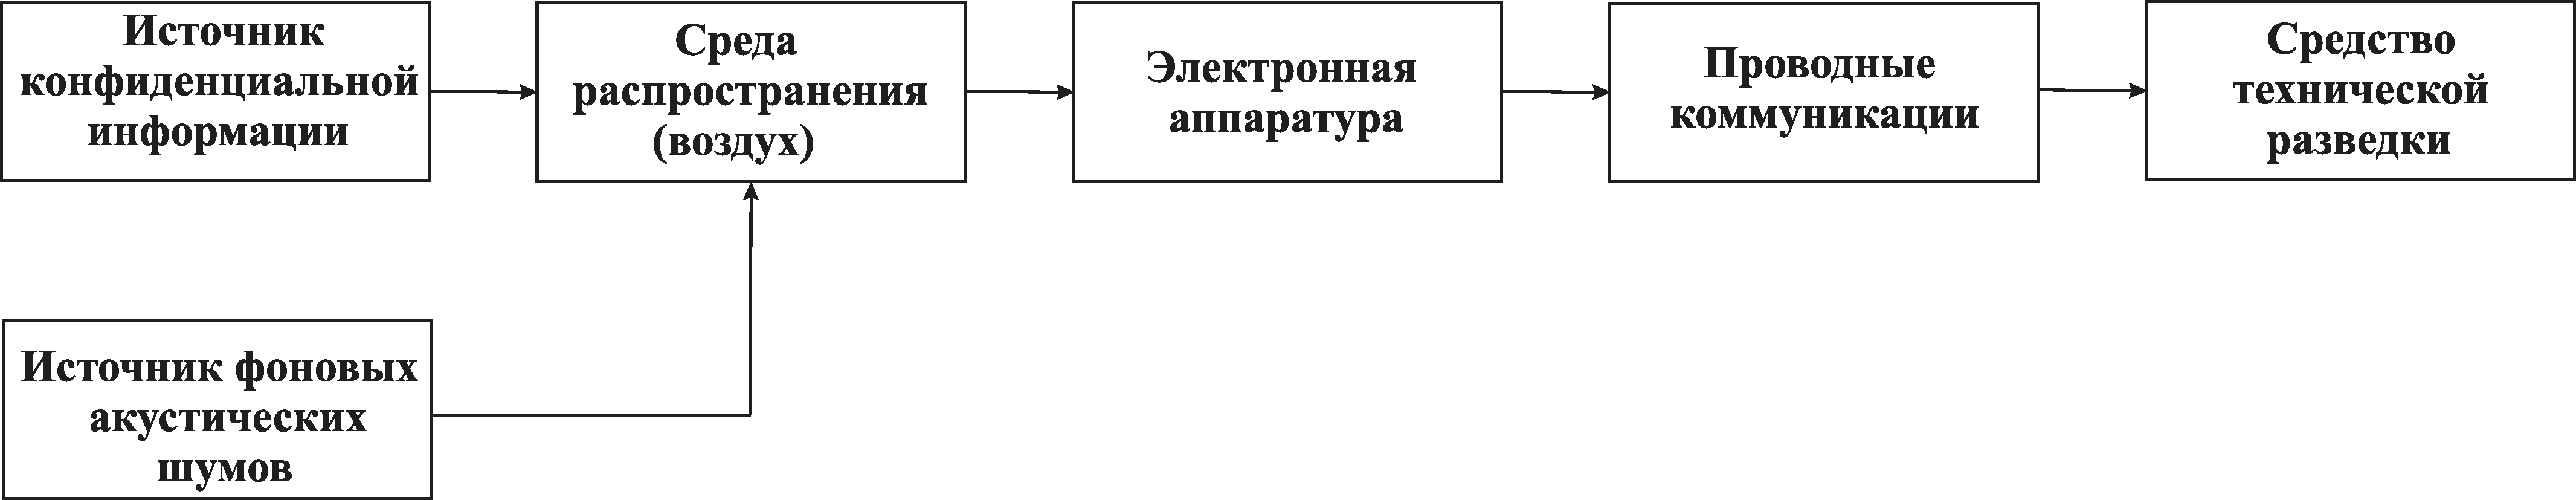 Источник
конфиденциальной
информации
Среда
распространения
(воздух)
Электронная
аппаратура
Проводные
коммуникации
Средство
технической
разведки
Источник фоновых
акустических
шумов